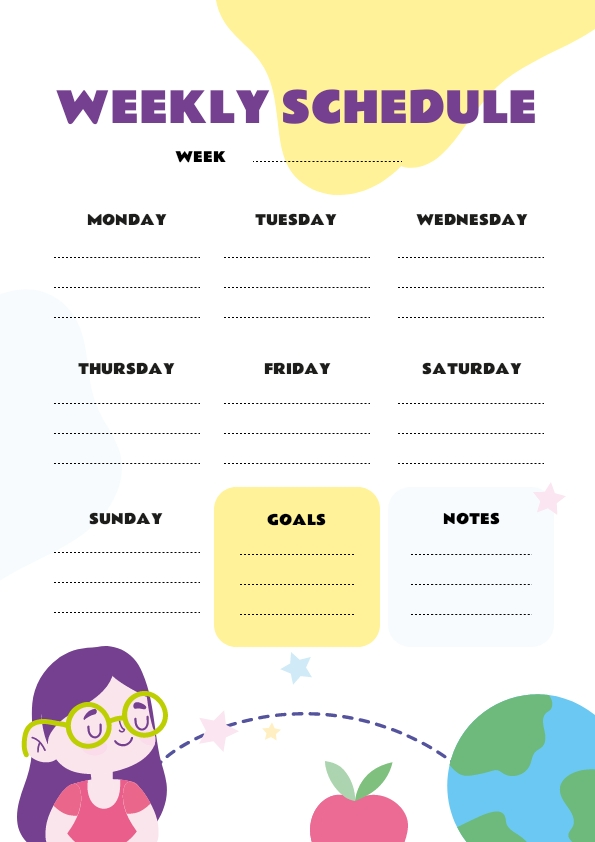 WEEKLY SCHEDULE
WEEK
MONDAY TUESDAY WEDNESDAY
THURSDAY FRIDAY SATURDAY
SUNDAY GOALS NOTES